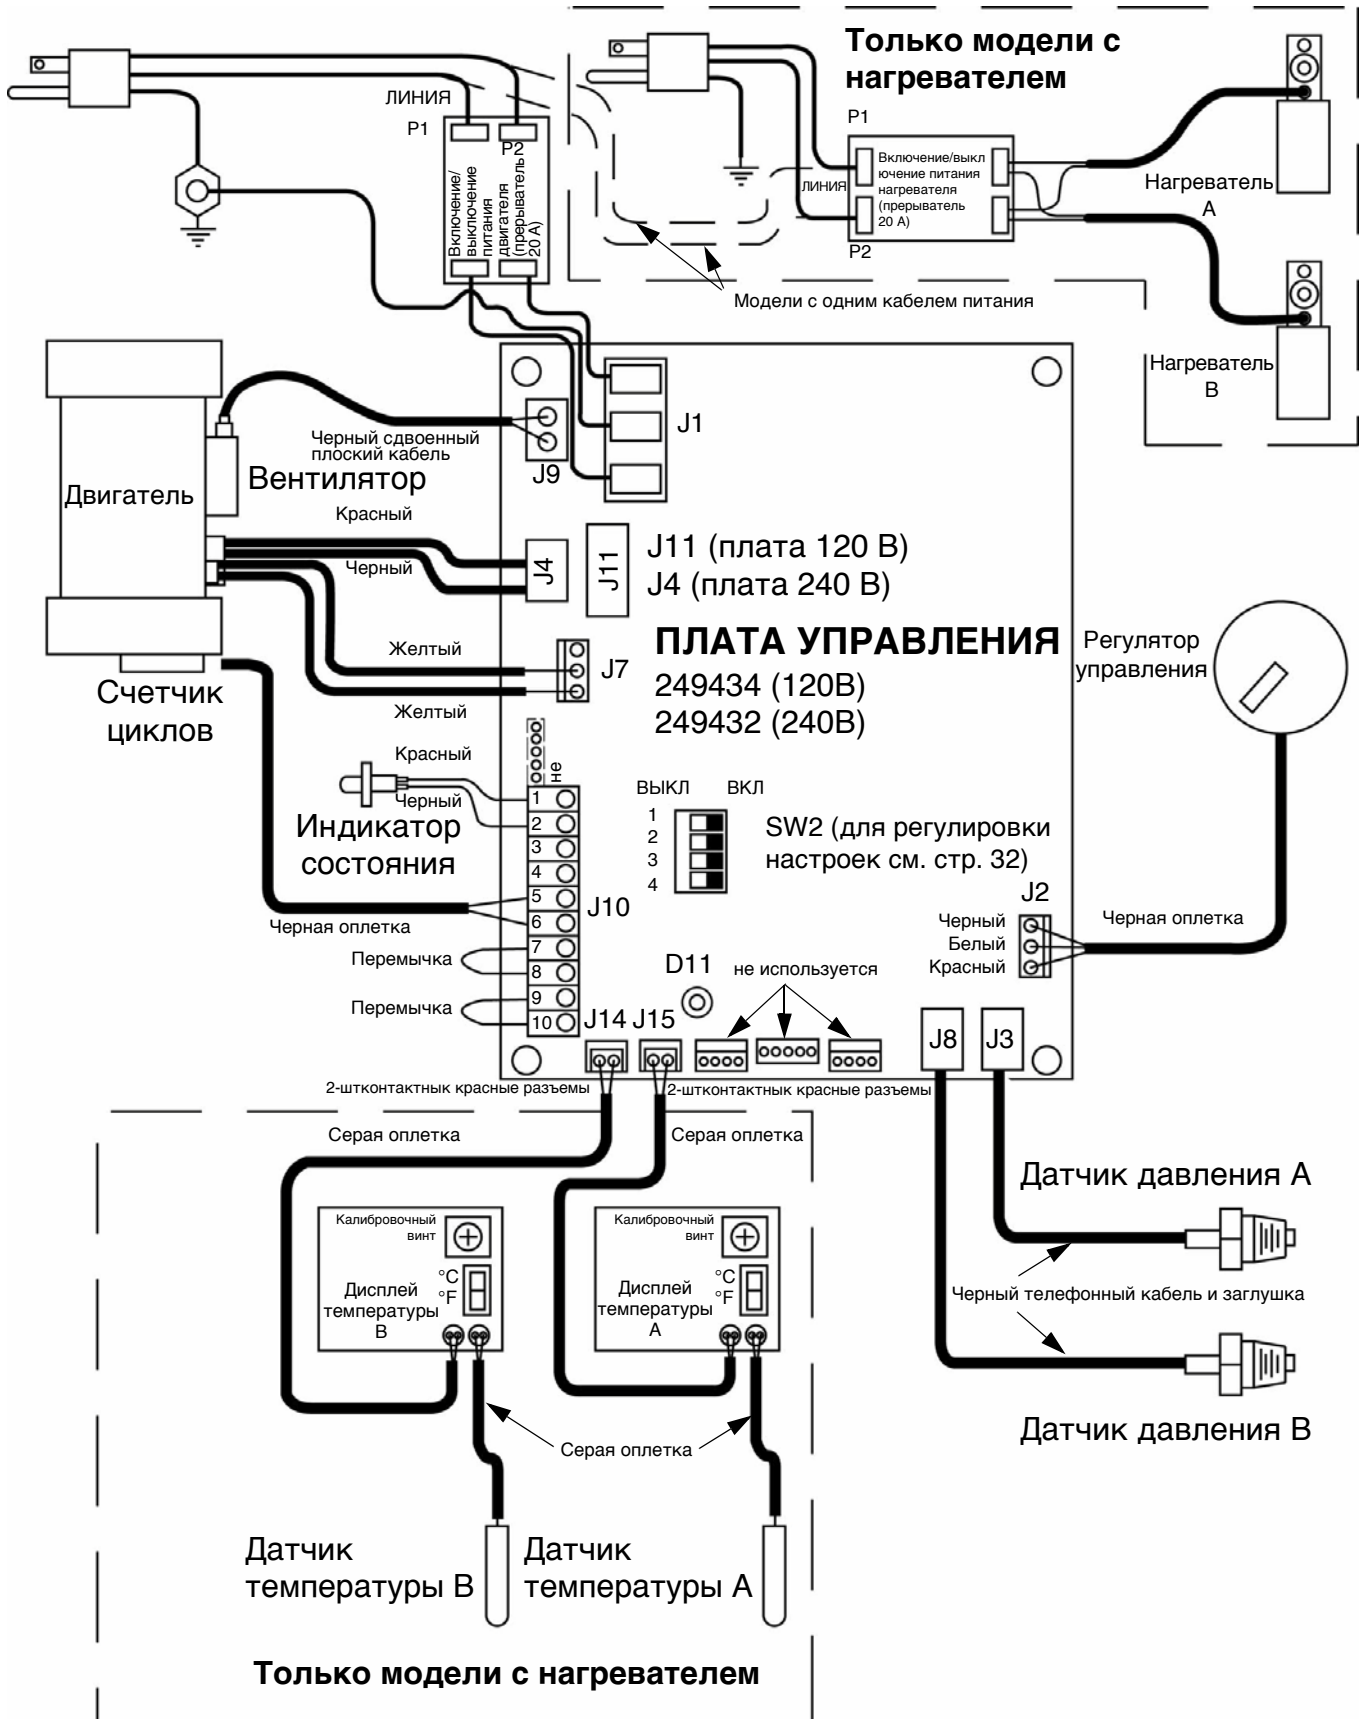 Только модели с
нагревателем
ЛИНИЯ
P1
P2
Включение/
выключение
питания
двигателя
(прерыватель
20 А)
P1
Включение/выкл
ючение питания
нагревателя
(прерыватель
20 А)
ЛИНИЯ
P2
Нагреватель
A
Модели с одним кабелем питания
Нагреватель
B
Двигатель
Черный сдвоенный
плоский кабель
Вентилятор
J9
J1
Красный
Черный
J4
J11
J11 (плата 120 В)
J4 (плата 240 В)
ПЛАТА УПРАВЛЕНИЯ
249434 (120В)
249432 (240В)
Регулятор
управления
Желтый
J7
Желтый
Счетчик
циклов
Красный
Черный
не
Индикатор
состояния
1
2
3
4
5
6
7
8
9
10
J10
Черная оплетка
Перемычка
Перемычка
ВЫКЛ ВКЛ
1
2
3
4
SW2 (для регулировки
настроек см. стр. 32)
J2
Черный
Белый
Красный
Черная оплетка
D11
не используется
J14 J15
J8
J3
2-штконтактнык красные разъемы
2-штконтактнык красные разъемы
Серая оплетка
Серая оплетка
Калибровочный
винт
°C
°F
Дисплей
температуры
B
Калибровочный
винт
°C
°F
Дисплей
температуры
A
Датчик давления A
Черный телефонный кабель и заглушка
Датчик давления B
Серая оплетка
Датчик
температуры B
Датчик
температуры A
Только модели с нагревателем